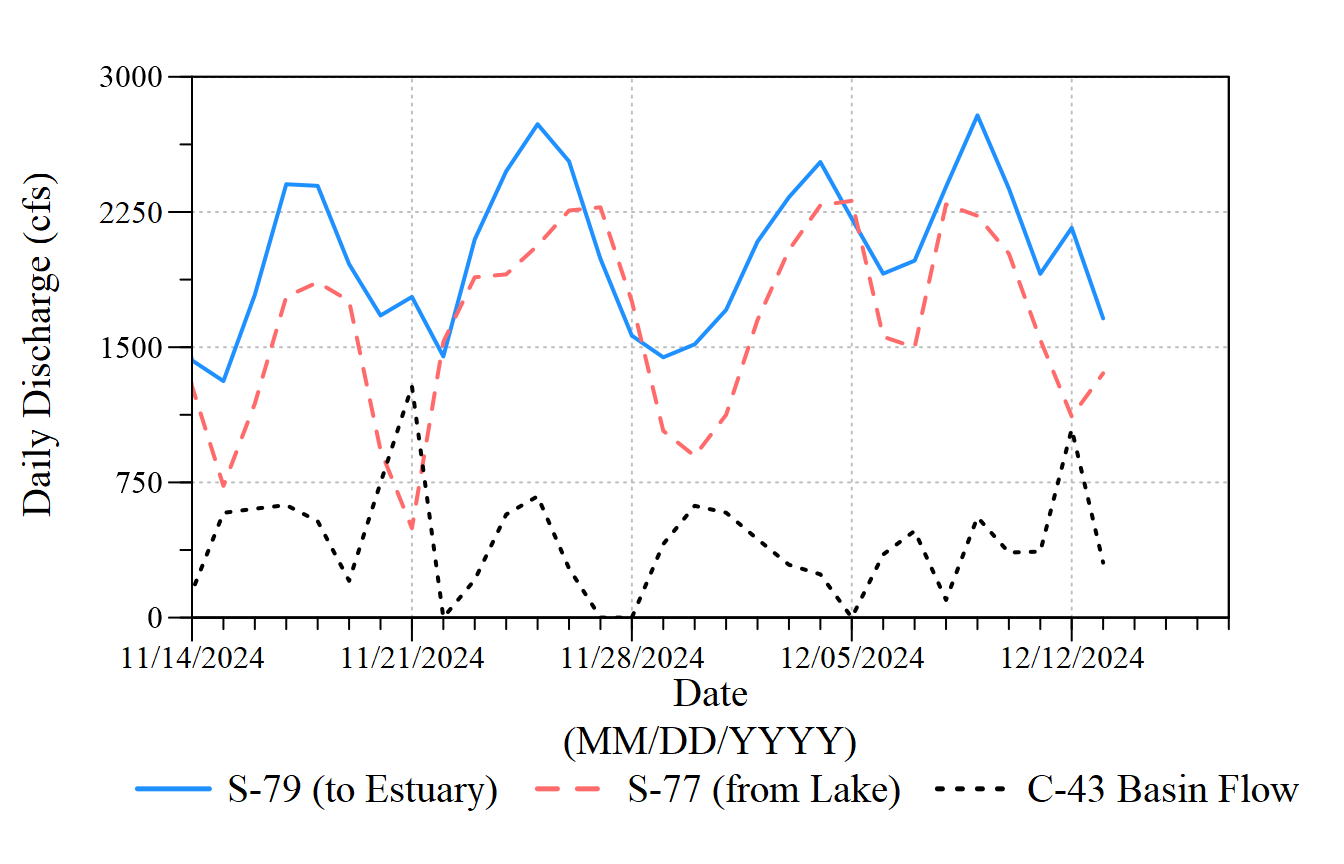 3000
2250
1500
750
0
Daily Discharge (cfs)
11/14/2024 11/21/2024 11/28/2024 12/05/2024 12/12/2024
Date
(MM/DD/YYYY)
S-79 (to Estuary) S-77 (from Lake) C-43 Basin Flow